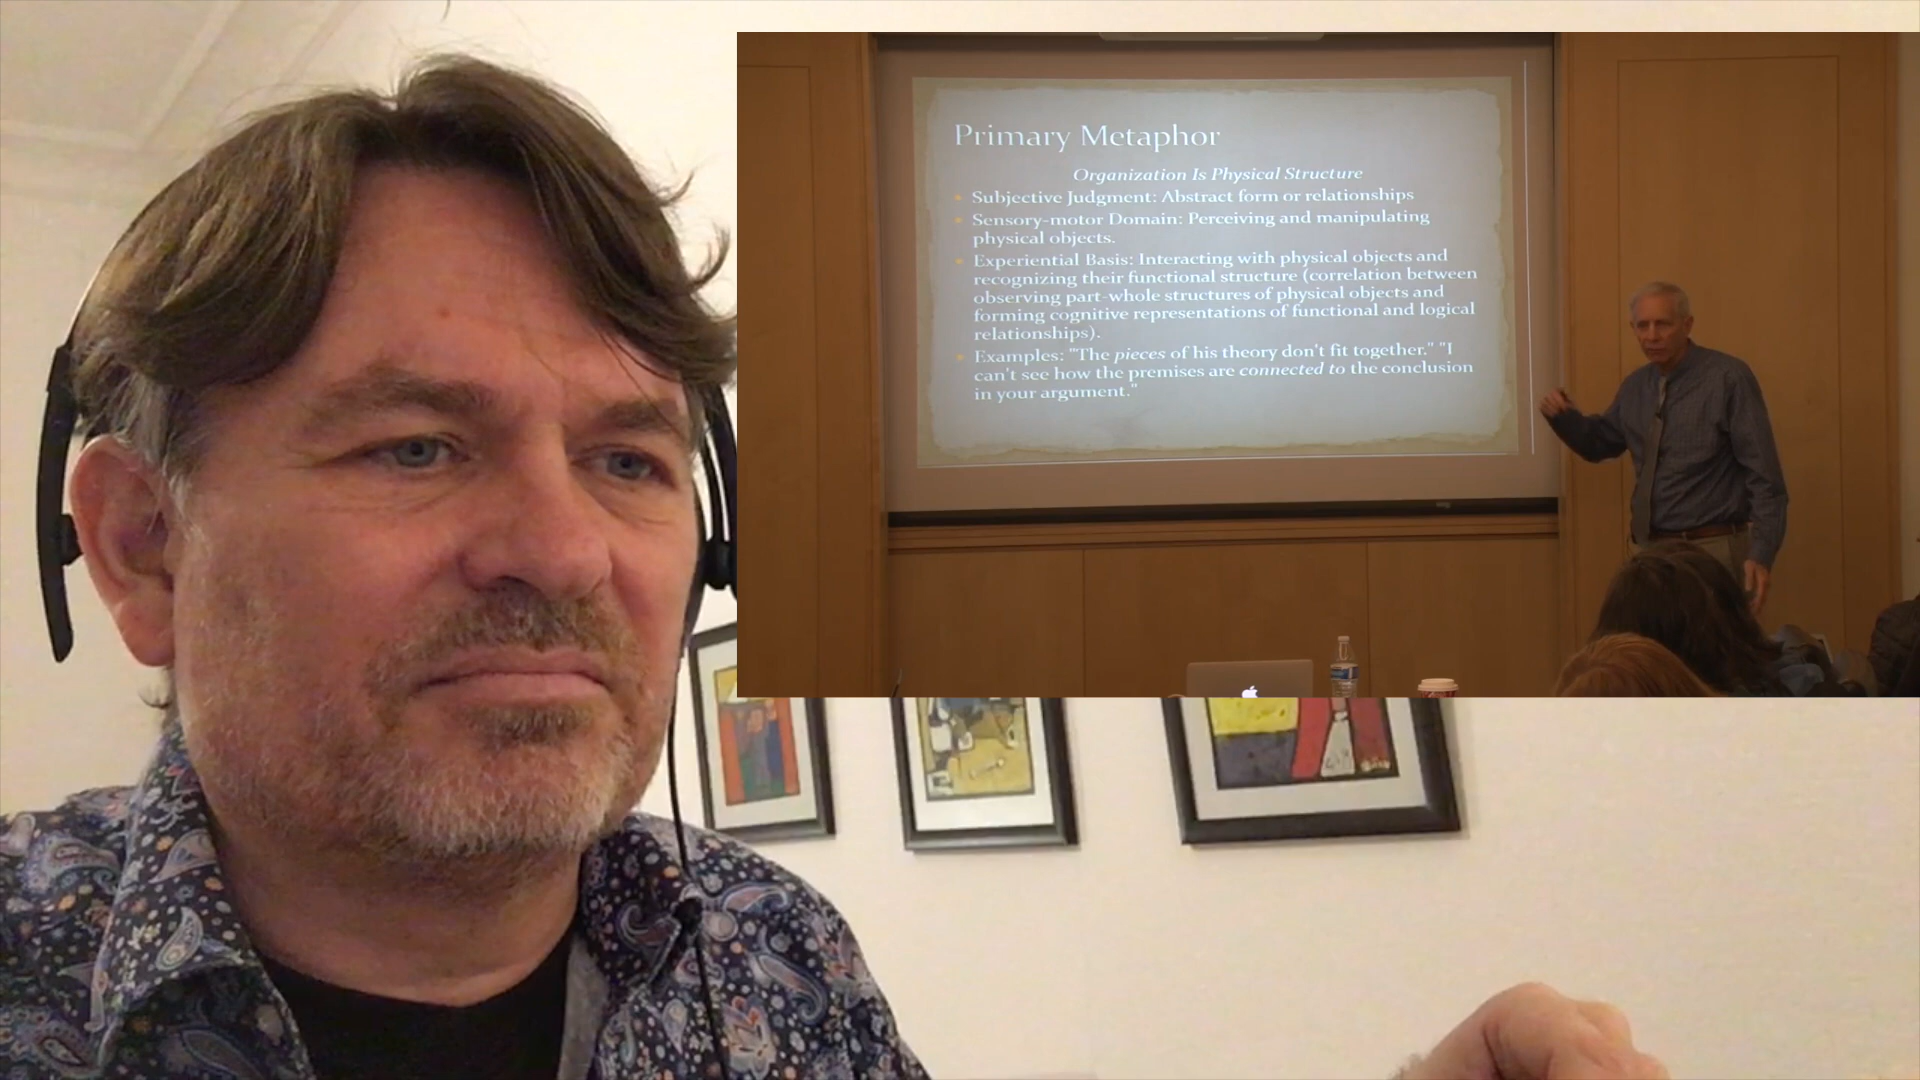 Primary Metaphor
Organization Is Physical Structure
Subjective Judgment: Abstract form or relationships
Sensory-motor Domain: Perceiving and manipulating
physical objects.
Experiential Basis: Interacting with physical objects and
recognizing their functional structure (correlation between
observing part-whole structures of physical objects and
forming cognitive representations of functional and logical
relationships).
Examples: "The pieces of his theory don't fit together." "I
can't see how the premises are connected to the conclusion
in your argument."